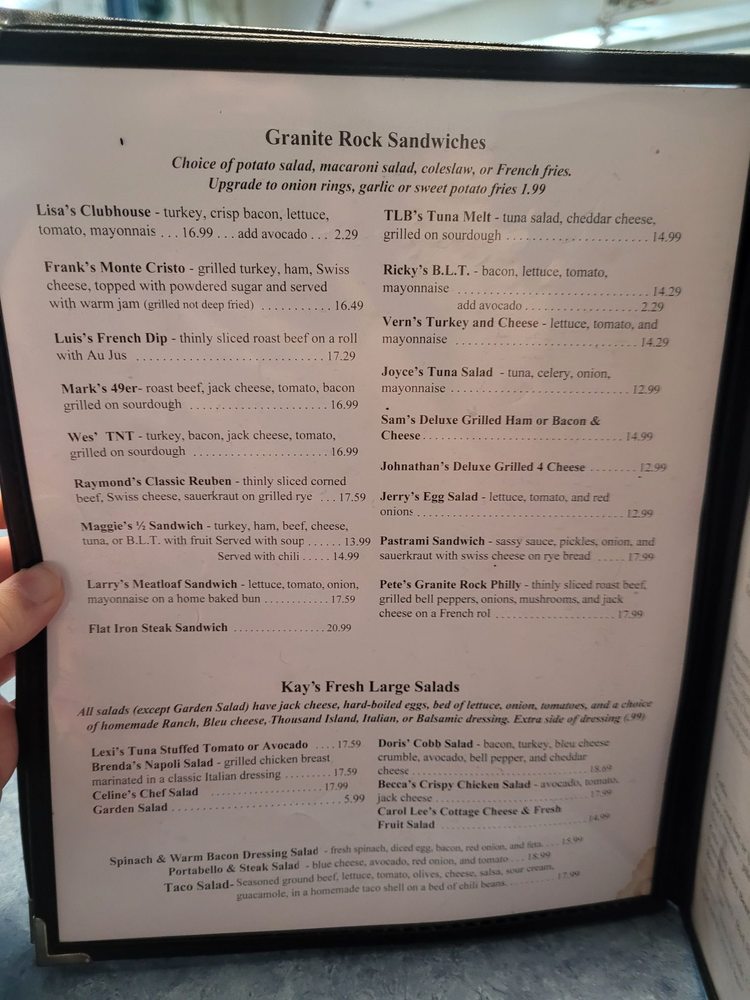 Granite Rock Sandwiches
Choice of potato salad, macaroni salad, coleslaw, or French fries.
Upgrade to onion rings, garlic or sweet potato fries 1.99
Lisa's Clubhouse - turkey, crisp bacon, lettuce,
tomato, mayonnais . . . 16.99 . . . add avocado . . . 2.29
Frank's Monte Cristo - grilled turkey, ham, Swiss
cheese, topped with powdered sugar and served
with warm jam (grilled not deep fried) ........... 16.49
Luis's French Dip - thinly sliced roast beef on a roll
with Au Jus ............................. 17.29
Mark's 49er- roast beef, jack cheese, tomato, bacon
grilled on sourdough ..................... 16.99
Wes' TNT - turkey, bacon, jack cheese, tomato,
grilled on sourdough ..................... 16.99
Raymond's Classic Reuben - thinly sliced corned
beef, Swiss cheese, sauerkraut on grilled rye ... 17.59
Maggie's ½ Sandwich - turkey, ham, beef, cheese,
tuna, or B.L.T. with fruit Served with soup ...... 13.99
Served with chili ..... 14.99
Larry's Meatloaf Sandwich - lettuce, tomato, onion,
mayonnaise on a home baked bun ........... 17.59
Flat Iron Steak Sandwich ............... 20.99
TLB's Tuna Melt - tuna salad, cheddar cheese,
grilled on sourdough ....................... 14.99
Ricky's B.L.T. - bacon, lettuce, tomato,
mayonnaise ............................... 14.29
add avocado ................... 2.29
Vern's Turkey and Cheese - lettuce, tomato, and
mayonnaise ............................. 14.29
Joyce's Tuna Salad - tuna, celery, onion,
mayonnaise ............................. 12.99
Sam's Deluxe Grilled Ham or Bacon &
Cheese ................................. 14.99
Johnathan's Deluxe Grilled 4 Cheese ........ 12.99
Jerry's Egg Salad - lettuce, tomato, and red
onions ................................. 12.99
Pastrami Sandwich - sassy sauce, pickles, onion, and
sauerkraut with swiss cheese on rye bread ..... 17.99
Pete's Granite Rock Philly - thinly sliced roast beef,
grilled bell peppers, onions, mushrooms, and jack
cheese on a French rol ..................... 17.99
Kay's Fresh Large Salads
All salads (except Garden Salad) have jack cheese, hard-boiled eggs, bed of lettuce, onion, tomatoes, and a choice
of homemade Ranch, Bleu cheese, Thousand Island, Italian, or Balsamic dressing. Extra side of dressing (.99)
Lexi's Tuna Stuffed Tomato or Avocado .... 17.59
Brenda's Napoli Salad - grilled chicken breast
marinated in a classic Italian dressing .......... 17.59
Celine's Chef Salad ..................... 17.99
Garden Salad ............................. 5.99
Doris' Cobb Salad - bacon, turkey, bleu cheese
crumble, avocado, bell pepper, and cheddar
cheese ................................. 18.69
Becca's Crispy Chicken Salad - avocado, tomato,
jack cheese ............................. 17.99
Carol Lee's Cottage Cheese & Fresh
Fruit Salad ............................. 14.99
Spinach & Warm Bacon Dressing Salad - fresh spinach, diced egg, bacon, red onion, and feta. . . . 15.99
Portabello & Steak Salad - blue cheese, avocado, red onion, and tomato . . . 18.99
Taco Salad- Seasoned ground beef, lettuce, tomato, olives, cheese, salsa, sour cream,
guacamole, in a homemade taco shell on a bed of chili beans. ......... 17.99